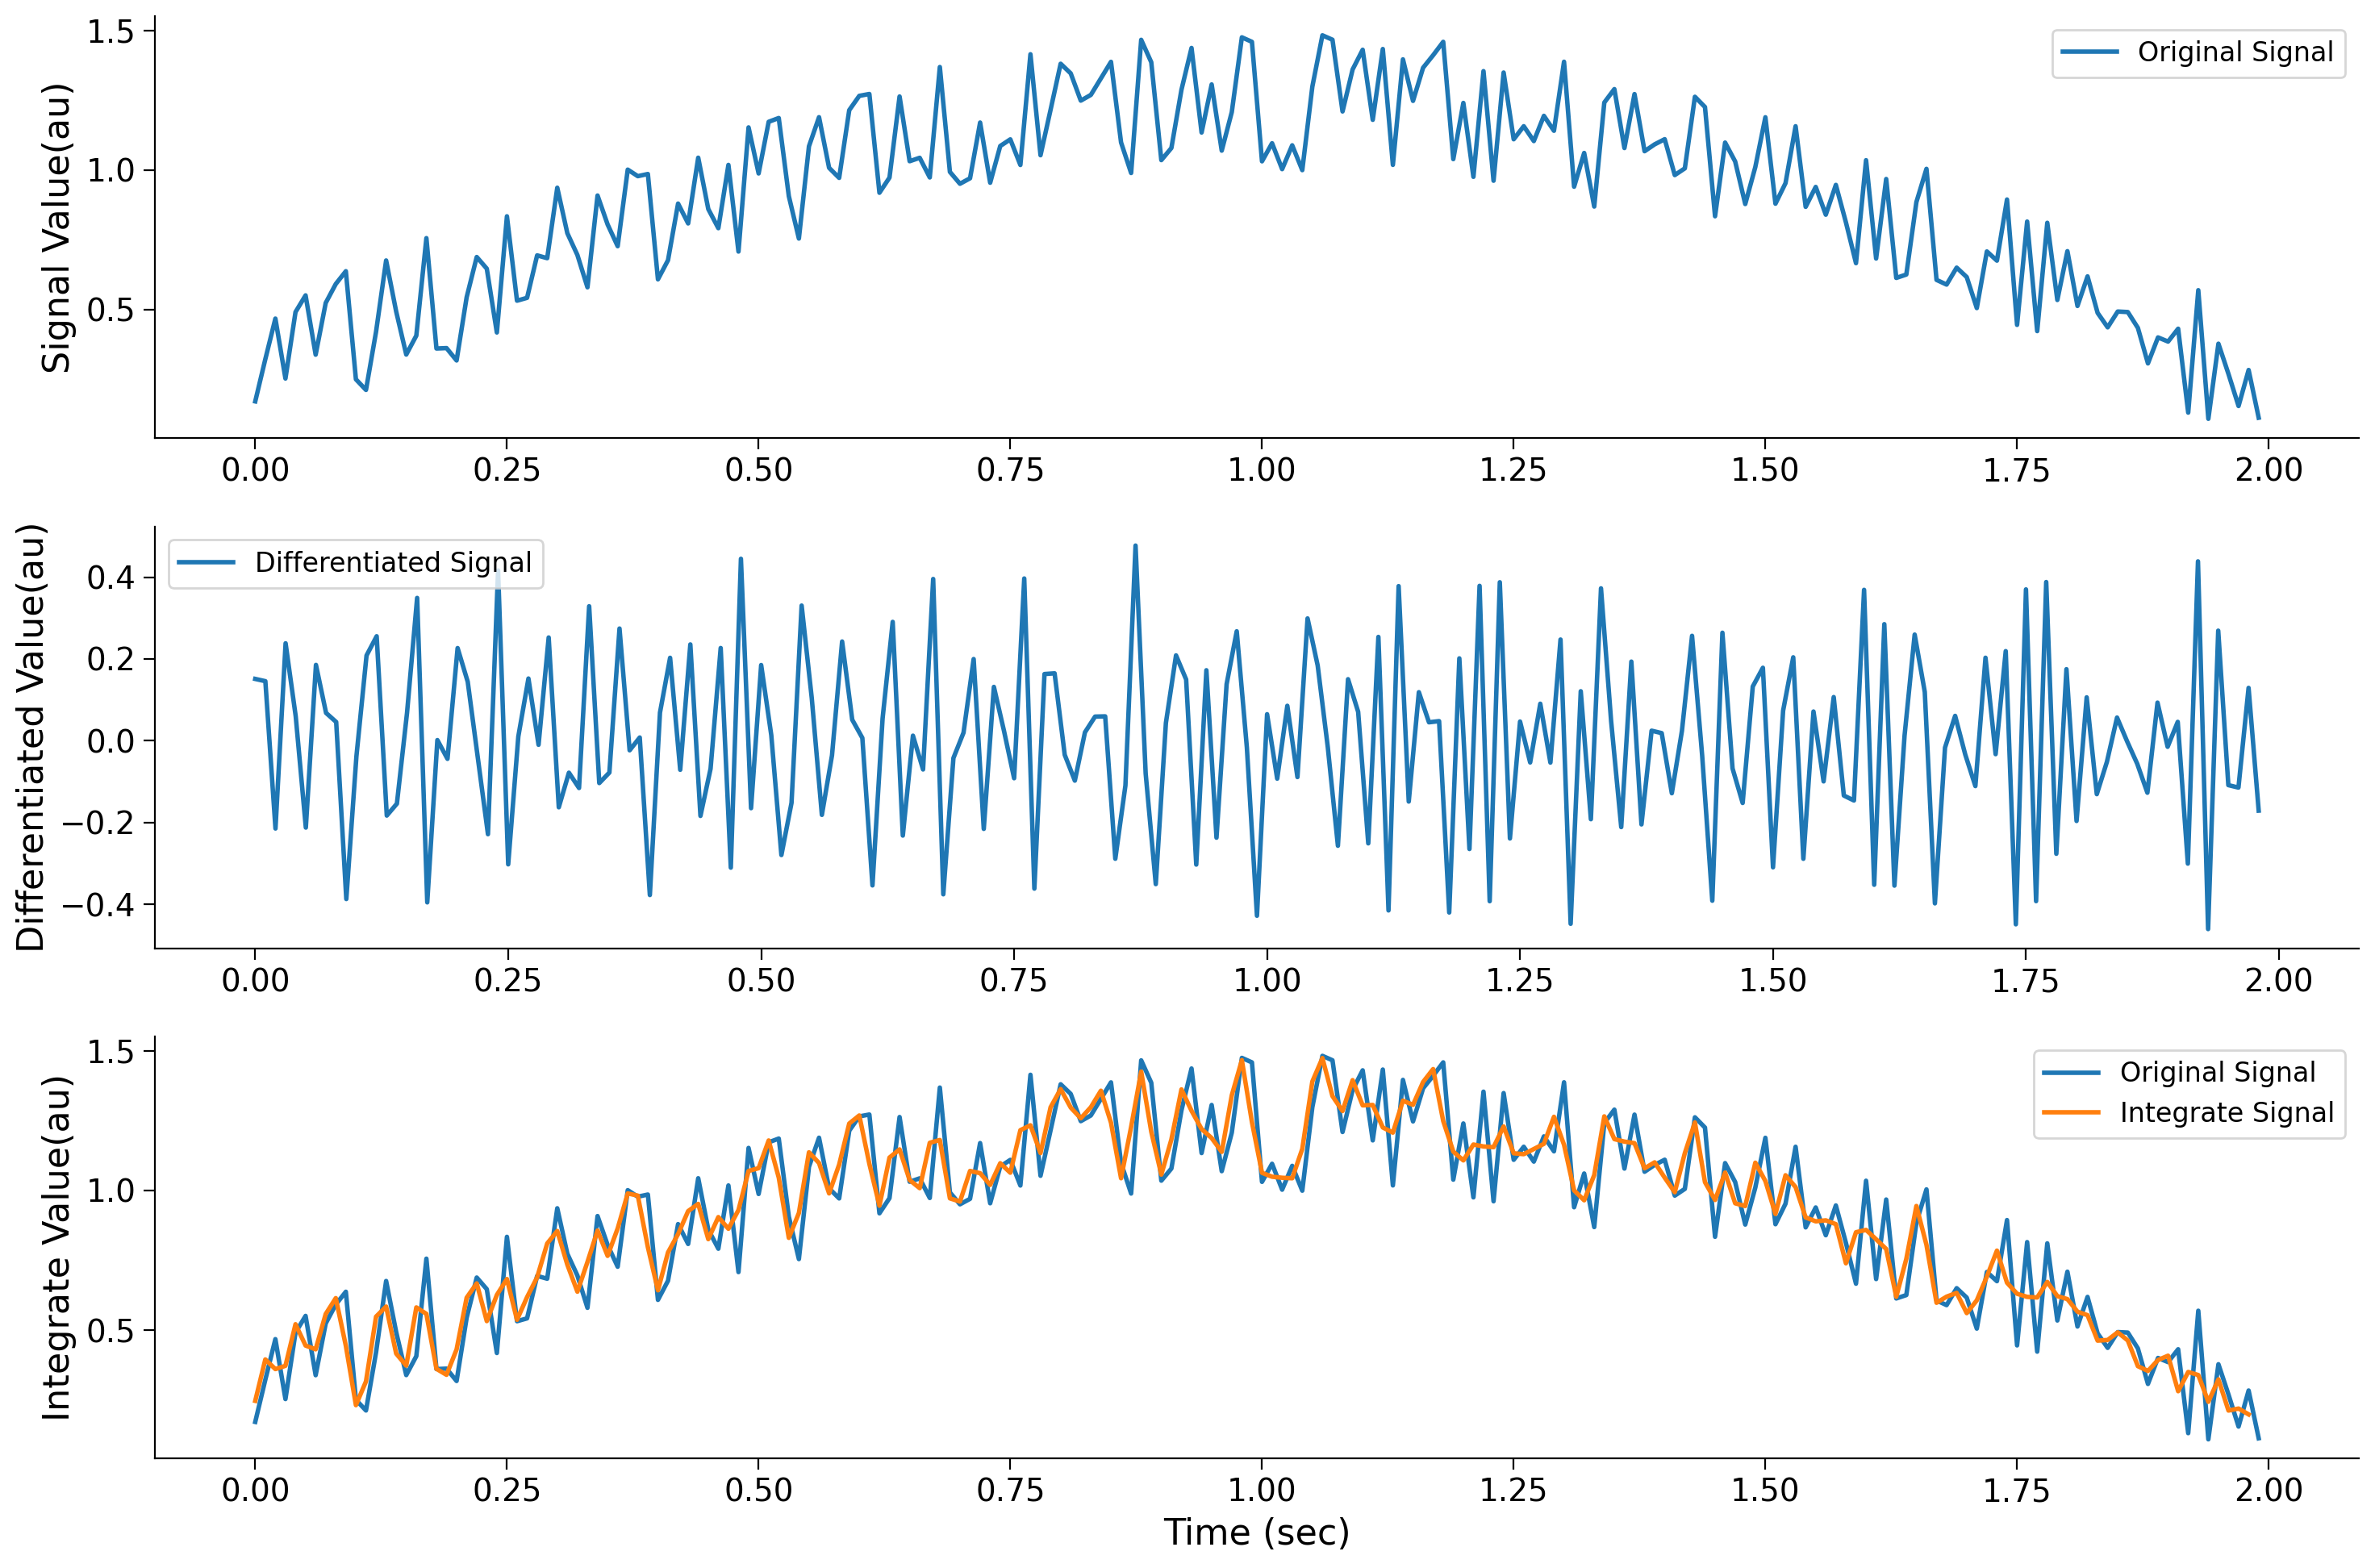 Signal Value(au)
1.5
1.0
0.5
Original Signal
0.00 0.25 0.50 0.75 1.00 1.25 1.50 1.75 2.00
Differentiated Value(au)
0.4
0.2
0.0
−0.2
−0.4
Differentiated Signal
0.00 0.25 0.50 0.75 1.00 1.25 1.50 1.75 2.00
Integrate Value(au)
1.5
1.0
0.5
Original Signal
Integrate Signal
0.00 0.25 0.50 0.75 1.00 1.25 1.50 1.75 2.00
Time (sec)